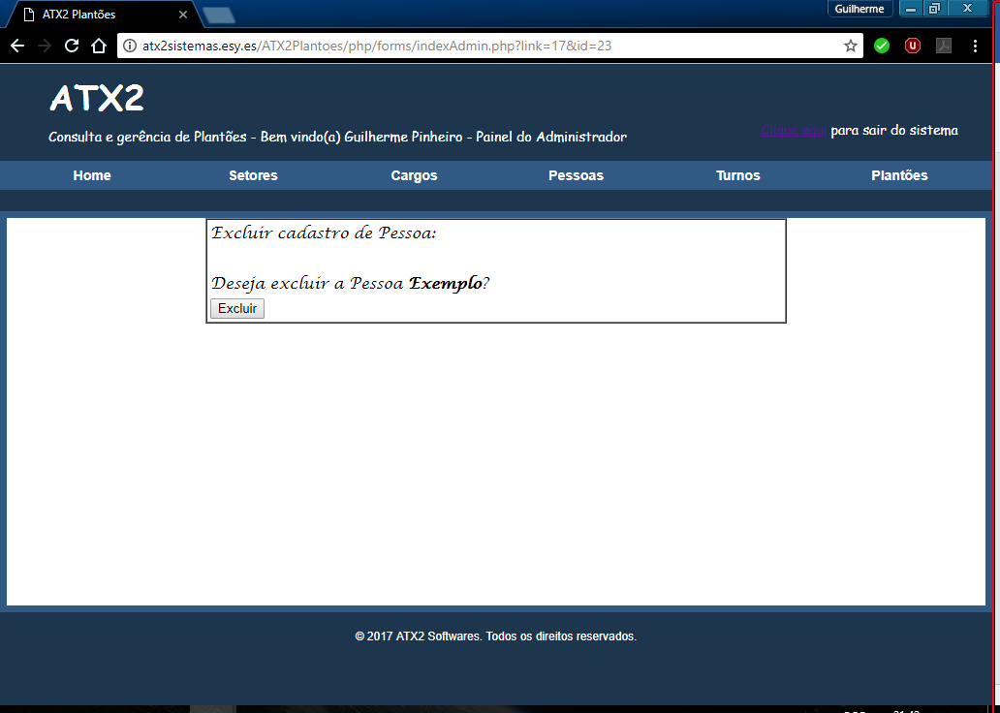 ATX2 Plantões
Guilherme
atx2sistemas.esy.es/ATX2Plantoes/php/forms/indexAdmin.php?link=17&id=23
ATX2
Consulta e gerência de Plantões - Bem vindo(a) Guilherme Pinheiro - Painel do Administrador
Clique aqui para sair do sistema
Home Setores Cargos Pessoas Turnos Plantões
Excluir cadastro de Pessoa:
Deseja excluir a Pessoa Exemplo?
Excluir
© 2017 ATX2 Softwares. Todos os direitos reservados.